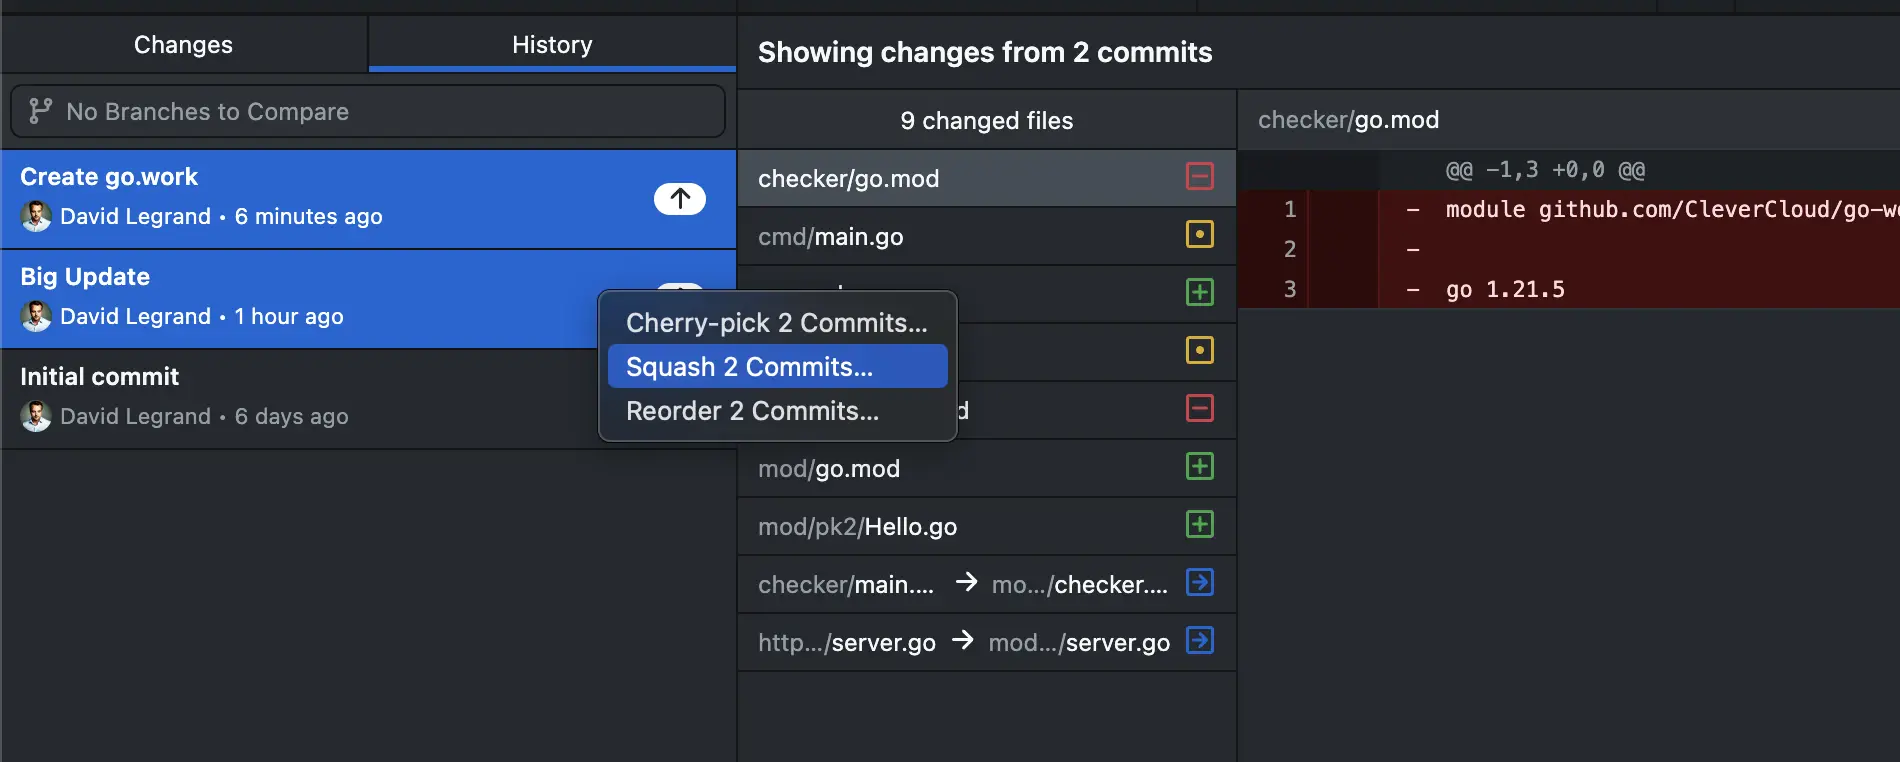 Changes
History
No Branches to Compare
Create go.work
David Legrand • 6 minutes ago
Big Update
David Legrand • 1 hour ago
Initial commit
David Legrand • 6 days ago
Cherry-pick 2 Commits...
Squash 2 Commits...
Reorder 2 Commits...
Showing changes from 2 commits
9 changed files
checker/go.mod
cmd/main.go
mod/go.mod
mod/pk2/Hello.go
checker/main.... → mo.../checker....
http.../server.go → mod.../server.go
checker/go.mod
@@ -1,3 +0,0 @@
1 - module github.com/CleverCloud/go-w
2 -
3 - go 1.21.5